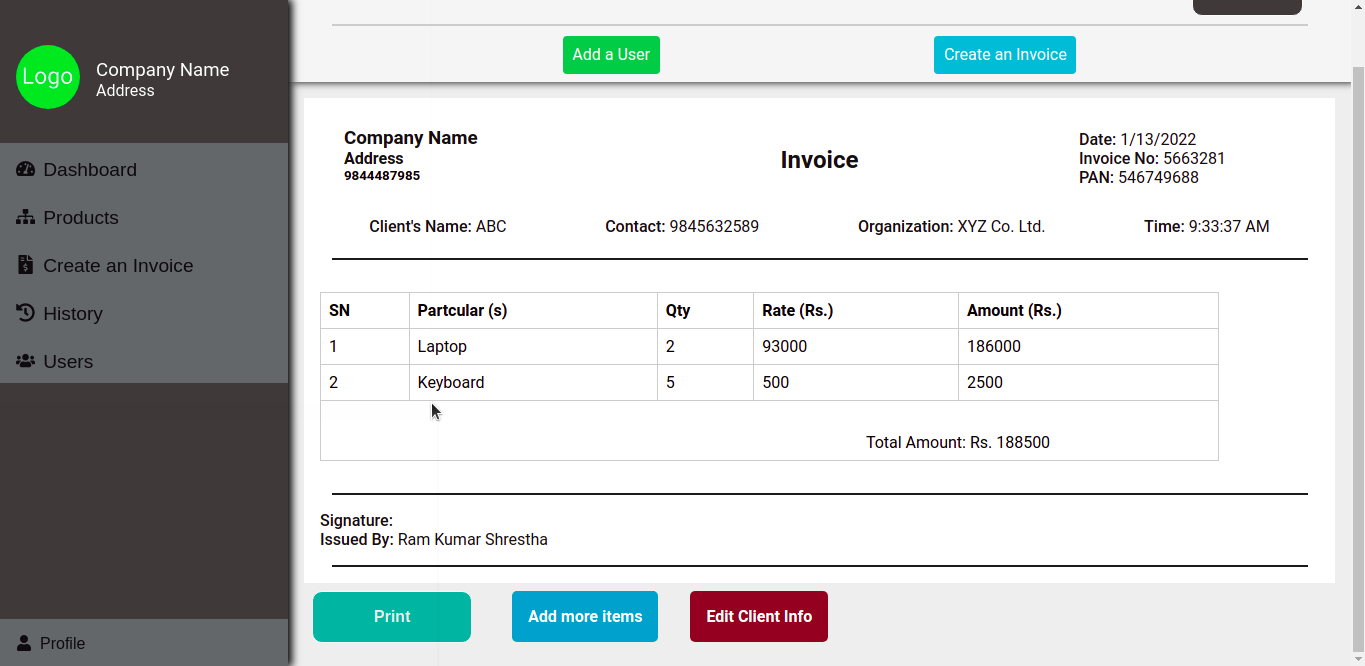 Logo
Company Name
Address
Dashboard
Products
Create an Invoice
History
Users
Profile
Add a User
Create an Invoice
Company Name
Address
9844487985
Invoice
Date: 1/13/2022
Invoice No: 5663281
PAN: 546749688
Client's Name: ABC Contact: 9845632589 Organization: XYZ Co. Ltd. Time: 9:33:37 AM
SN Partcular (s) Qty Rate (Rs.) Amount (Rs.)
1 Laptop 2 93000 186000
2 Keyboard 5 500 2500
Total Amount: Rs. 188500
Signature:
Issued By: Ram Kumar Shrestha
Print Add more items Edit Client Info